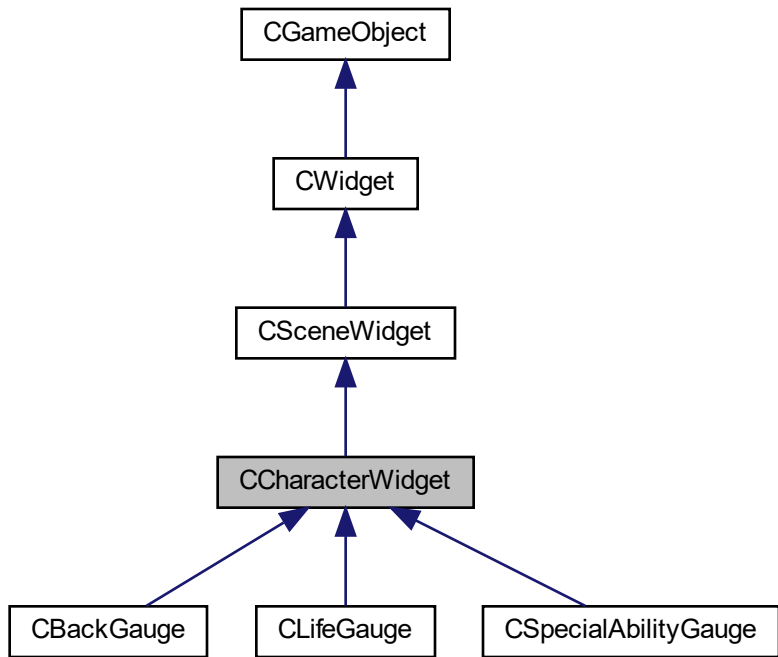 CGameObject
CWidget
CSceneWidget
CCharacterWidget
CBackGauge
CLifeGauge
CSpecialAbilityGauge